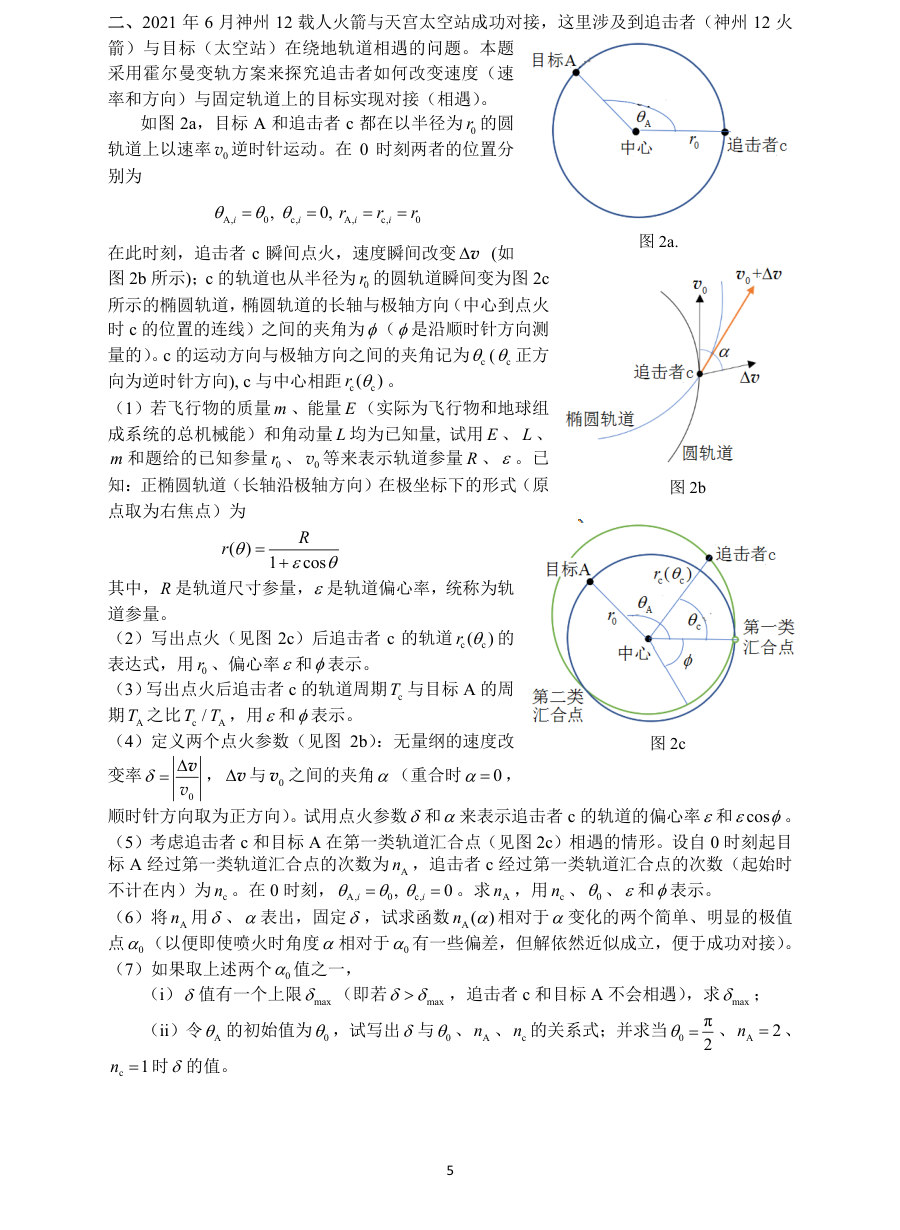 二、2021 年 6 月神州 12 载人火箭与天宫太空站成功对接，这里涉及到追击者（神州 12 火
箭）与目标（太空站）在绕地轨道相遇的问题。本题
采用霍尔曼变轨方案来探究追击者如何改变速度（速
率和方向）与固定轨道上的目标实现对接（相遇）。
如图 2a，目标 A 和追击者 c 都在以半径为 r₀ 的圆
轨道上以速率 v₀ 逆时针运动。在 0 时刻两者的位置分
别为
θ_{A,i} = θ₀, θ_{c,i} = 0, r_{A,i} = r_{c,i} = r₀
在此时刻，追击者 c 瞬间点火，速度瞬间改变 Δv （如
图 2b 所示）；c 的轨道也从半径为 r₀ 的圆轨道瞬间变为图 2c
所示的椭圆轨道，椭圆轨道的长轴与极轴方向（中心到点火
时 c 的位置的连线）之间的夹角为 ϕ（ ϕ 是沿顺时针方向测
量的）。c 的运动方向与极轴方向之间的夹角记为 θ_c ( θ_c 正方
向为逆时针方向), c 与中心相距 r_c(θ_c) 。
（1）若飞行物的质量 m 、能量 E （实际为飞行物和地球组
成系统的总机械能）和角动量 L 均为已知量, 试用 E 、 L 、
m 和题给的已知参量 r₀ 、 v₀ 等来表示轨道参量 R 、 ε 。已
知：正椭圆轨道（长轴沿极轴方向）在极坐标下的形式（原
点取为右焦点）为
r(θ) = R / (1 + ε cos θ)
其中，R 是轨道尺寸参量，ε 是轨道偏心率，统称为轨
道参量。
（2）写出点火（见图 2c）后追击者 c 的轨道 r_c(θ_c) 的
表达式，用 r₀ 、偏心率 ε 和 ϕ 表示。
（3）写出点火后追击者 c 的轨道周期 T_c 与目标 A 的周
期 T_A 之比 T_c / T_A ，用 ε 和 ϕ 表示。
（4）定义两个点火参数（见图 2b）：无量纲的速度改
变率 δ = |Δv / v₀| ， Δv 与 v₀ 之间的夹角 α （重合时 α = 0 ，
顺时针方向取为正方向）。试用点火参数 δ 和 α 来表示追击者 c 的轨道的偏心率 ε 和 ε cos ϕ 。
（5）考虑追击者 c 和目标 A 在第一类轨道汇合点（见图 2c）相遇的情形。设自 0 时刻起目
标 A 经过第一类轨道汇合点的次数为 n_A ，追击者 c 经过第一类轨道汇合点的次数（起始时
不计在内）为 n_c 。在 0 时刻， θ_{A,i} = θ₀, θ_{c,i} = 0 。求 n_A ，用 n_c 、 θ₀ 、 ε 和 ϕ 表示。
（6）将 n_A 用 δ 、 α 表出，固定 δ ，试求函数 n_A(α) 相对于 α 变化的两个简单、明显的极值
点 α₀ （以便即使喷火时角度 α 相对于 α₀ 有一些偏差，但解依然近似成立，便于成功对接）。
（7）如果取上述两个 α₀ 值之一，
（i） δ 值有一个上限 δ_max （即若 δ > δ_max ，追击者 c 和目标 A 不会相遇），求 δ_max ；
（ii）令 θ_A 的初始值为 θ₀ ，试写出 δ 与 θ₀ 、 n_A 、 n_c 的关系式；并求当 θ₀ = π/2 、 n_A = 2 、
n_c = 1 时 δ 的值。
目标A
θ_A
中心
r₀
追击者c
图 2a.
v₀
v₀+Δv
α
追击者c
Δv
椭圆轨道
圆轨道
图 2b
追击者c
目标A
r_c(θ_c)
θ_A
r₀
θ_c
第一类
汇合点
中心
ϕ
第二类
汇合点
图 2c
5